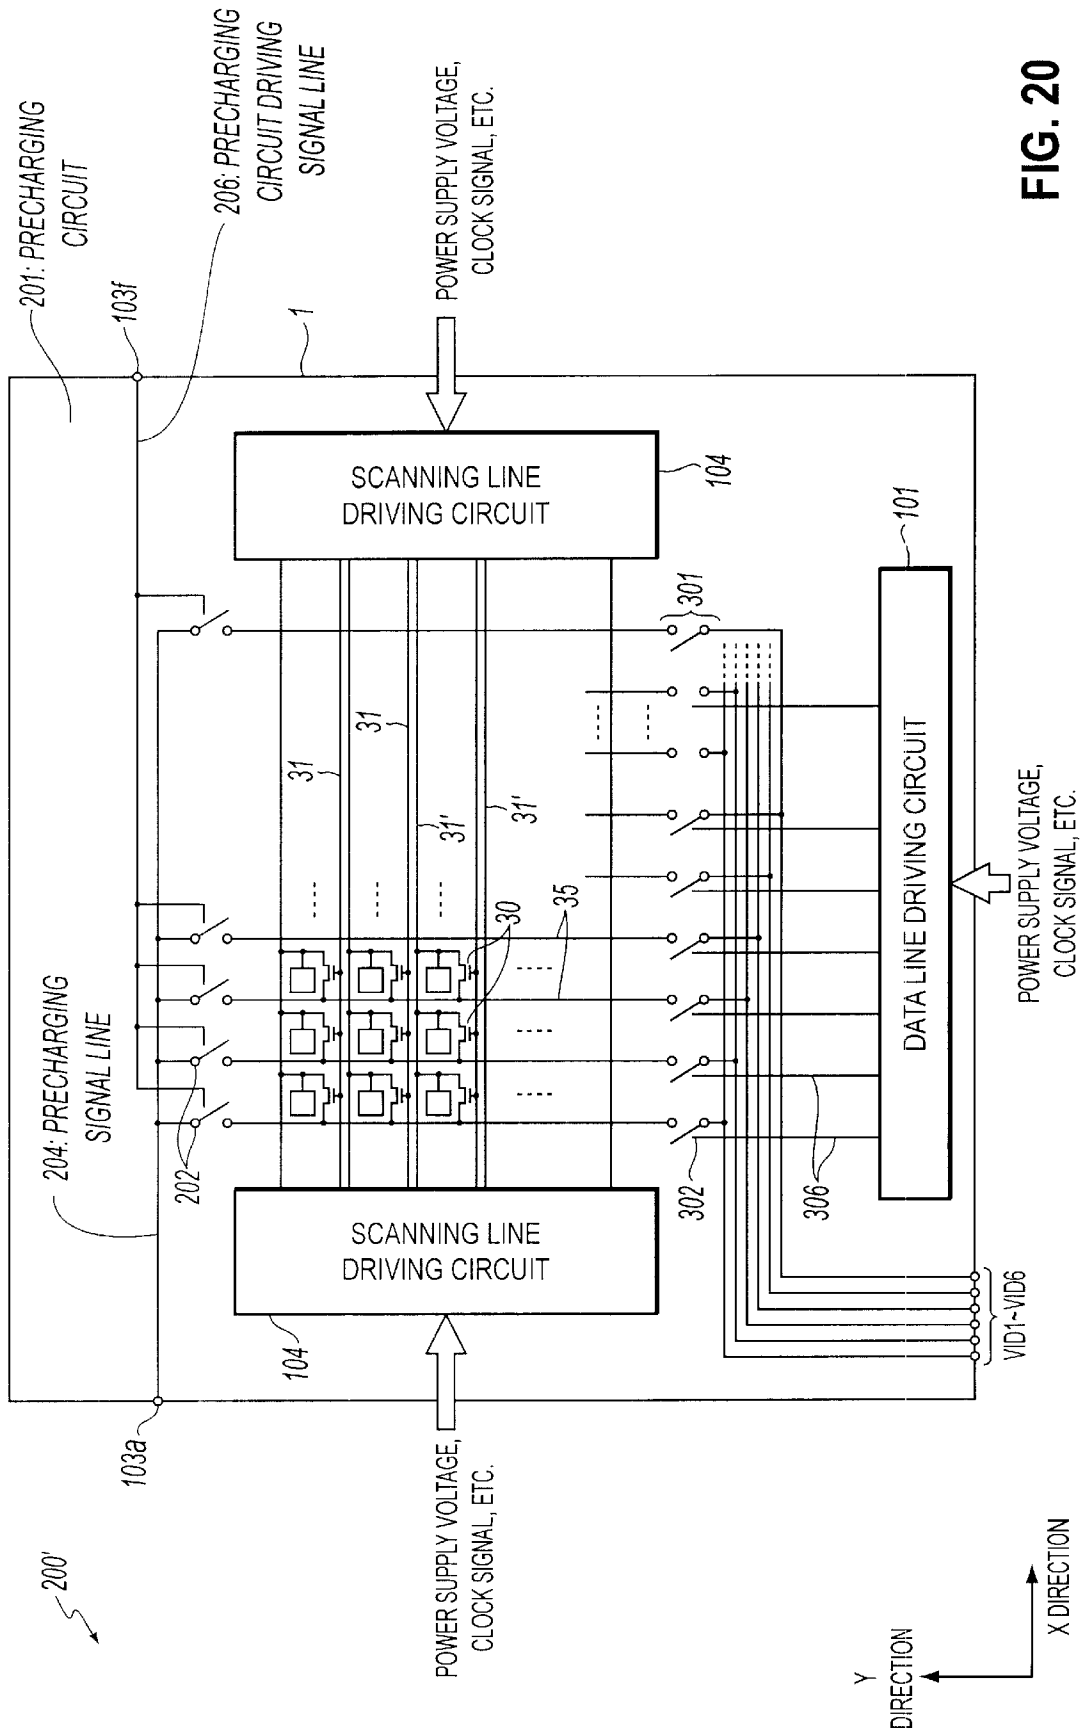 200'
103a
204: PRECHARGING
SIGNAL LINE
201: PRECHARGING
CIRCUIT
206: PRECHARGING
CIRCUIT DRIVING
SIGNAL LINE
103f
1
202
POWER SUPPLY VOLTAGE,
CLOCK SIGNAL, ETC.
104
SCANNING LINE
DRIVING CIRCUIT
31
31
31'
31'
30
35
SCANNING LINE
DRIVING CIRCUIT
104
POWER SUPPLY VOLTAGE,
CLOCK SIGNAL, ETC.
301
302
306
101
DATA LINE DRIVING CIRCUIT
VID1~VID6
POWER SUPPLY VOLTAGE,
CLOCK SIGNAL, ETC.
Y
DIRECTION
X DIRECTION
FIG. 20